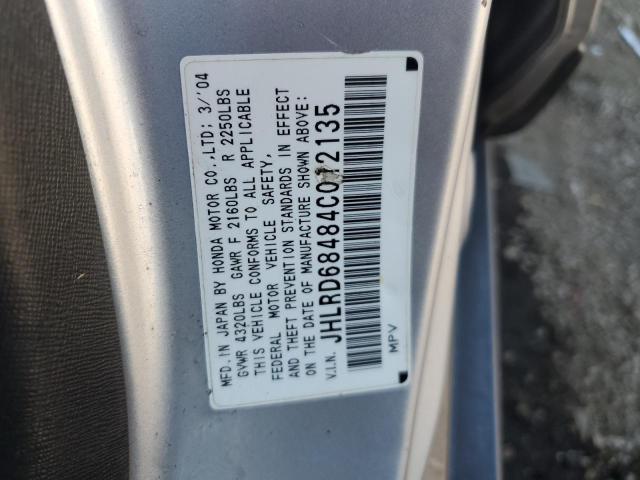 MFD.IN JAPAN BY HONDA MOTOR CO.,LTD; 3/'04
GVWR 4320LBS GAWR F 2160LBS R 2250LBS
THIS VEHICLE CONFORMS TO ALL APPLICABLE
FEDERAL MOTOR VEHICLE SAFETY,
AND THEFT PREVENTION STANDARDS IN EFFECT
ON THE DATE OF MANUFACTURE SHOWN ABOVE:
V.I.N. JHLRD68484C012135
MPV